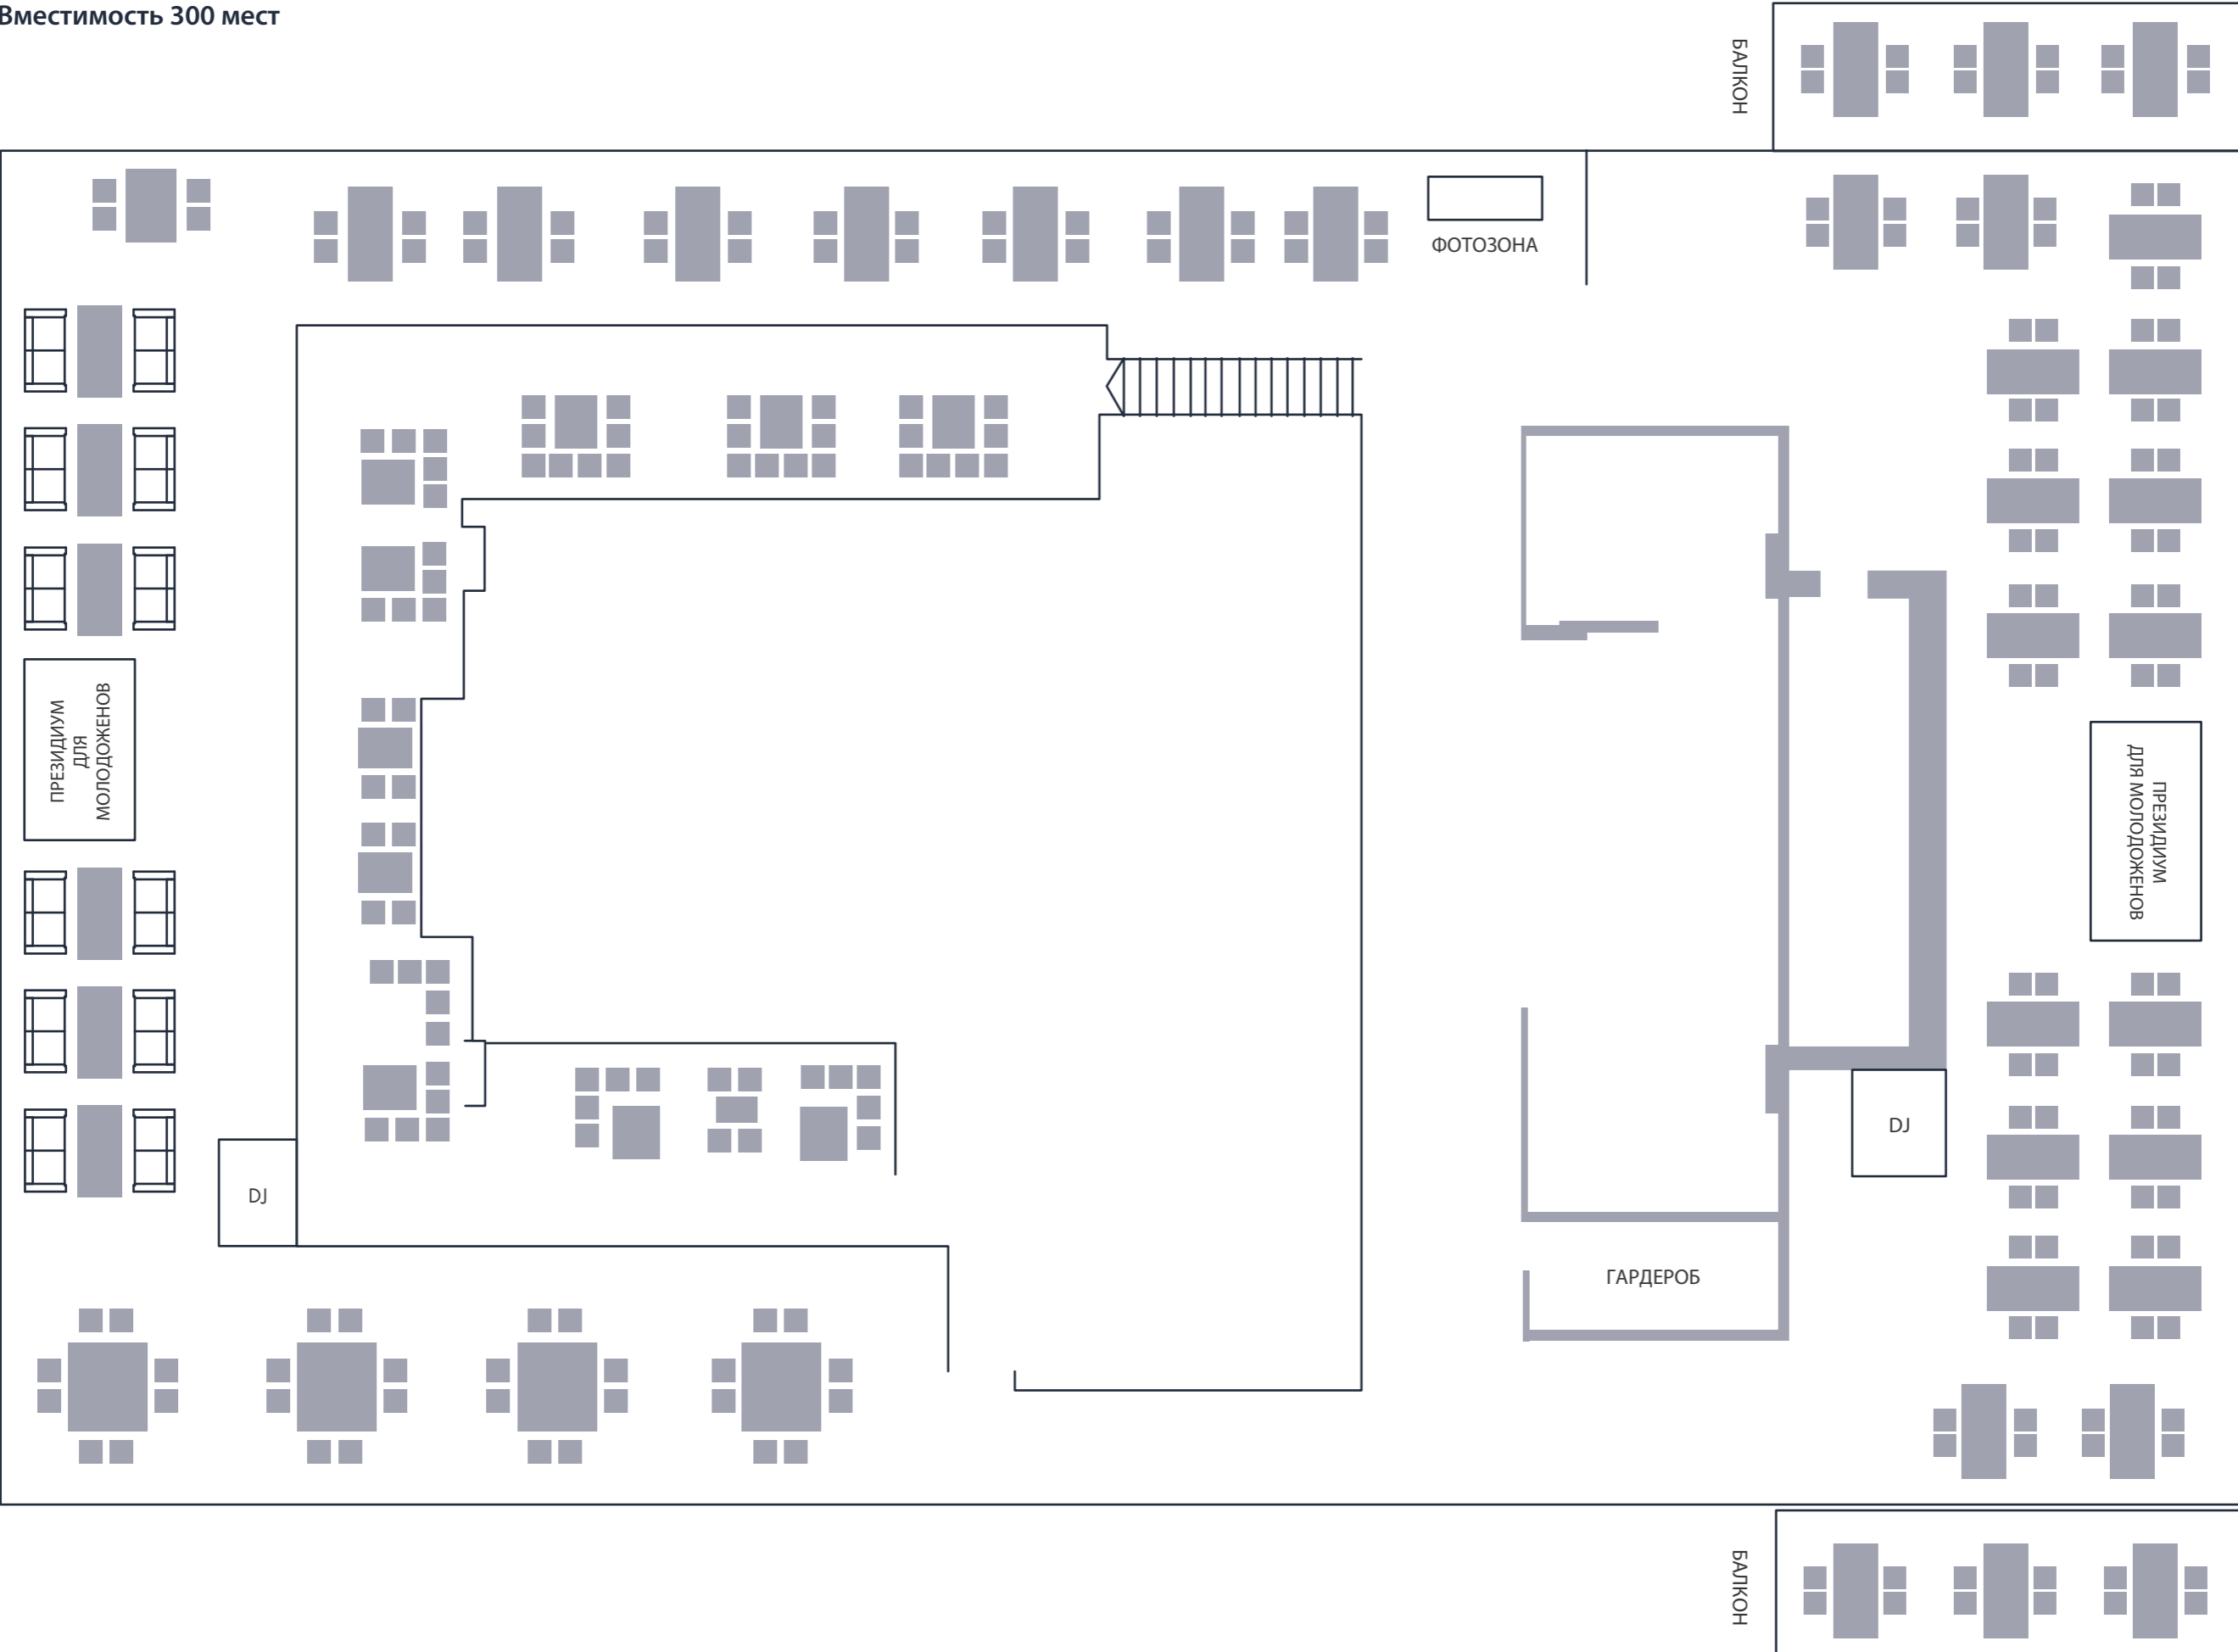 Вместимость 300 мест
БАЛКОН
ФОТОЗОНА
ПРЕЗИДИУМ
ДЛЯ
МОЛОДОЖЕНОВ
ПРЕЗИДИУМ
ДЛЯ МОЛОДОЖЕНОВ
DJ
DJ
ГАРДЕРОБ
БАЛКОН